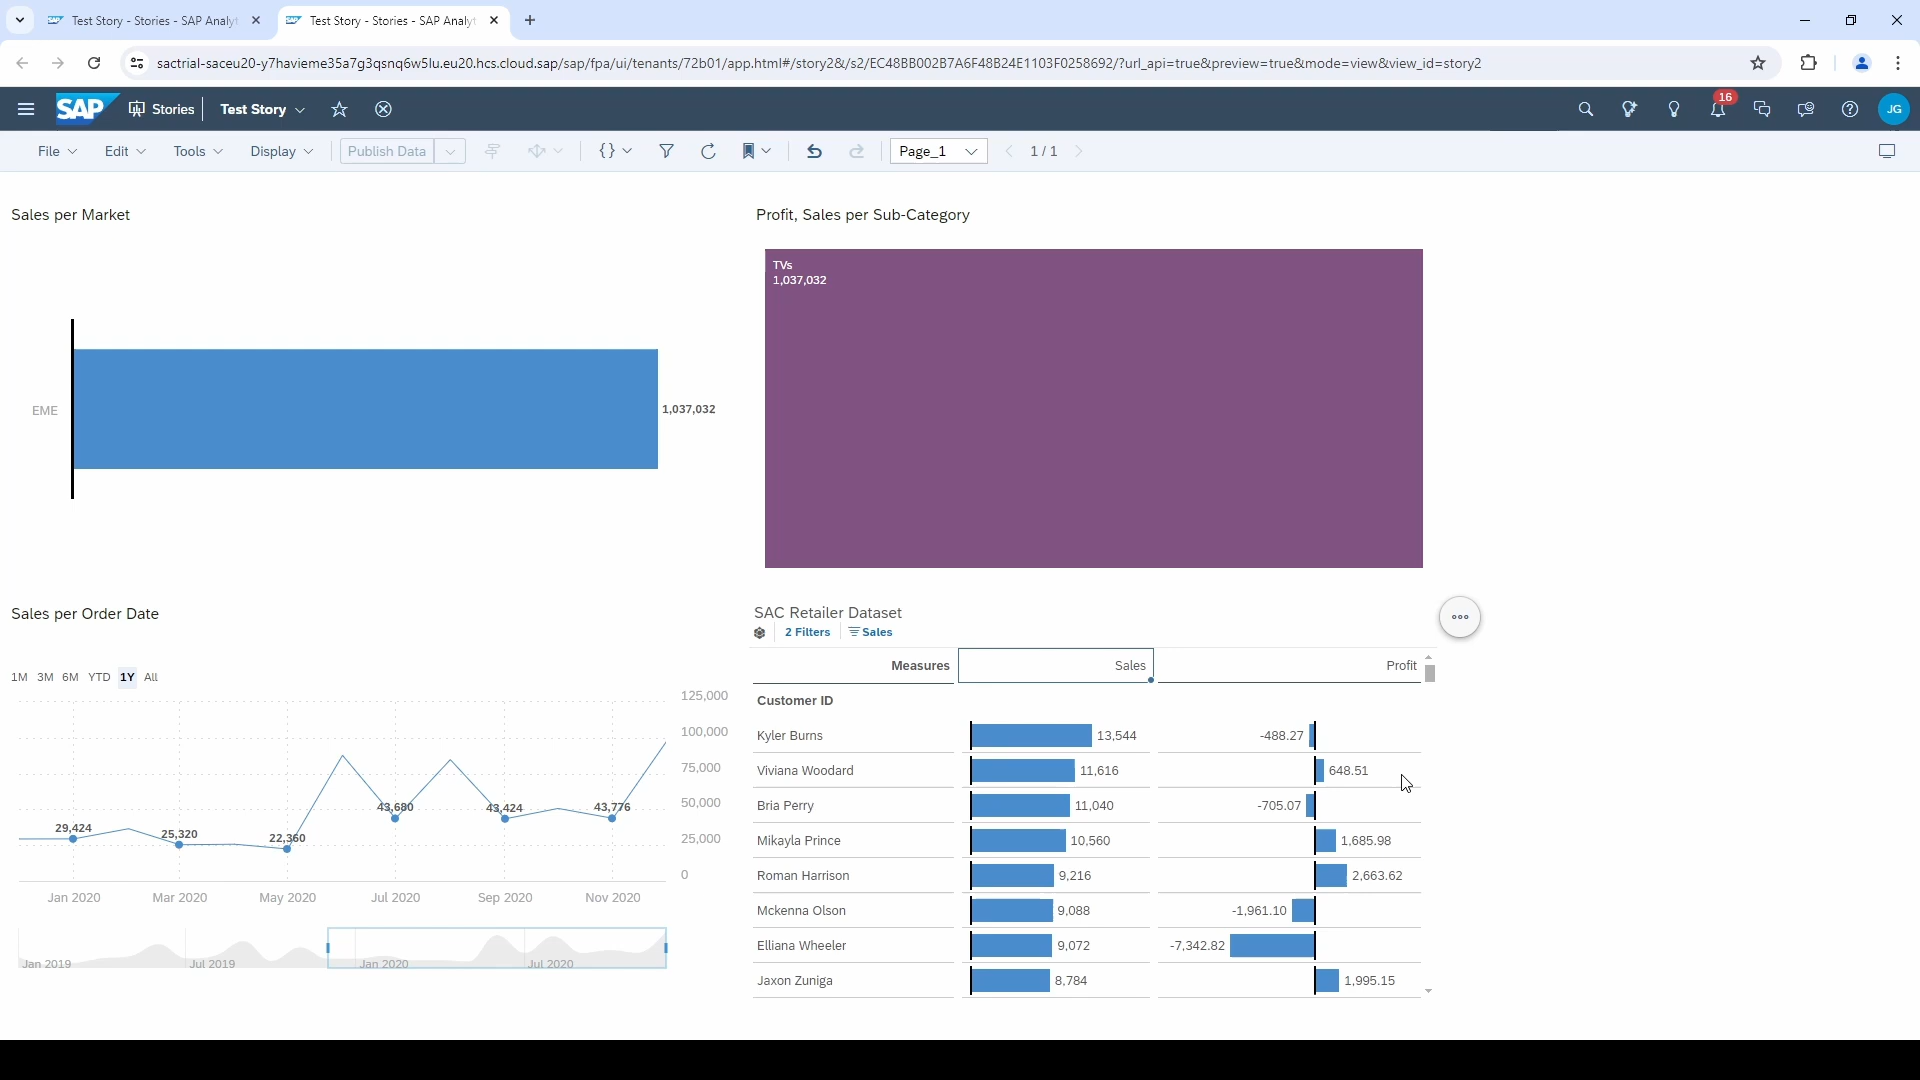 Test Story - Stories - SAP Analyt
Test Story - Stories - SAP Analyt
sactrial-saceu20-y7havieme35a7g3qsnq6w5lu.eu20.hcs.cloud.sap/sap/fpa/ui/tenants/72b01/app.html#/story2&/s2/EC48BB002B7A6F48B24E1103F0258692/?url_api=true&preview=true&mode=view&view_id=story2
SAP Stories Test Story 16 JG
File Edit Tools Display Publish Data {} Page_1 1 / 1
Sales per Market
EME
1,037,032
Profit, Sales per Sub-Category
TVs
1,037,032
Sales per Order Date
1M 3M 6M YTD 1Y All
125,000
100,000
75,000
50,000
25,000
0
29,424
25,320
22,360
43,680
43,424
43,776
Jan 2020 Mar 2020 May 2020 Jul 2020 Sep 2020 Nov 2020
Jan 2019 Jul 2019 Jan 2020 Jul 2020
SAC Retailer Dataset
2 Filters Sales
Measures Sales Profit
Customer ID
Kyler Burns 13,544 -488.27
Viviana Woodard 11,616 648.51
Bria Perry 11,040 -705.07
Mikayla Prince 10,560 1,685.98
Roman Harrison 9,216 2,663.62
Mckenna Olson 9,088 -1,961.10
Elliana Wheeler 9,072 -7,342.82
Jaxon Zuniga 8,784 1,995.15